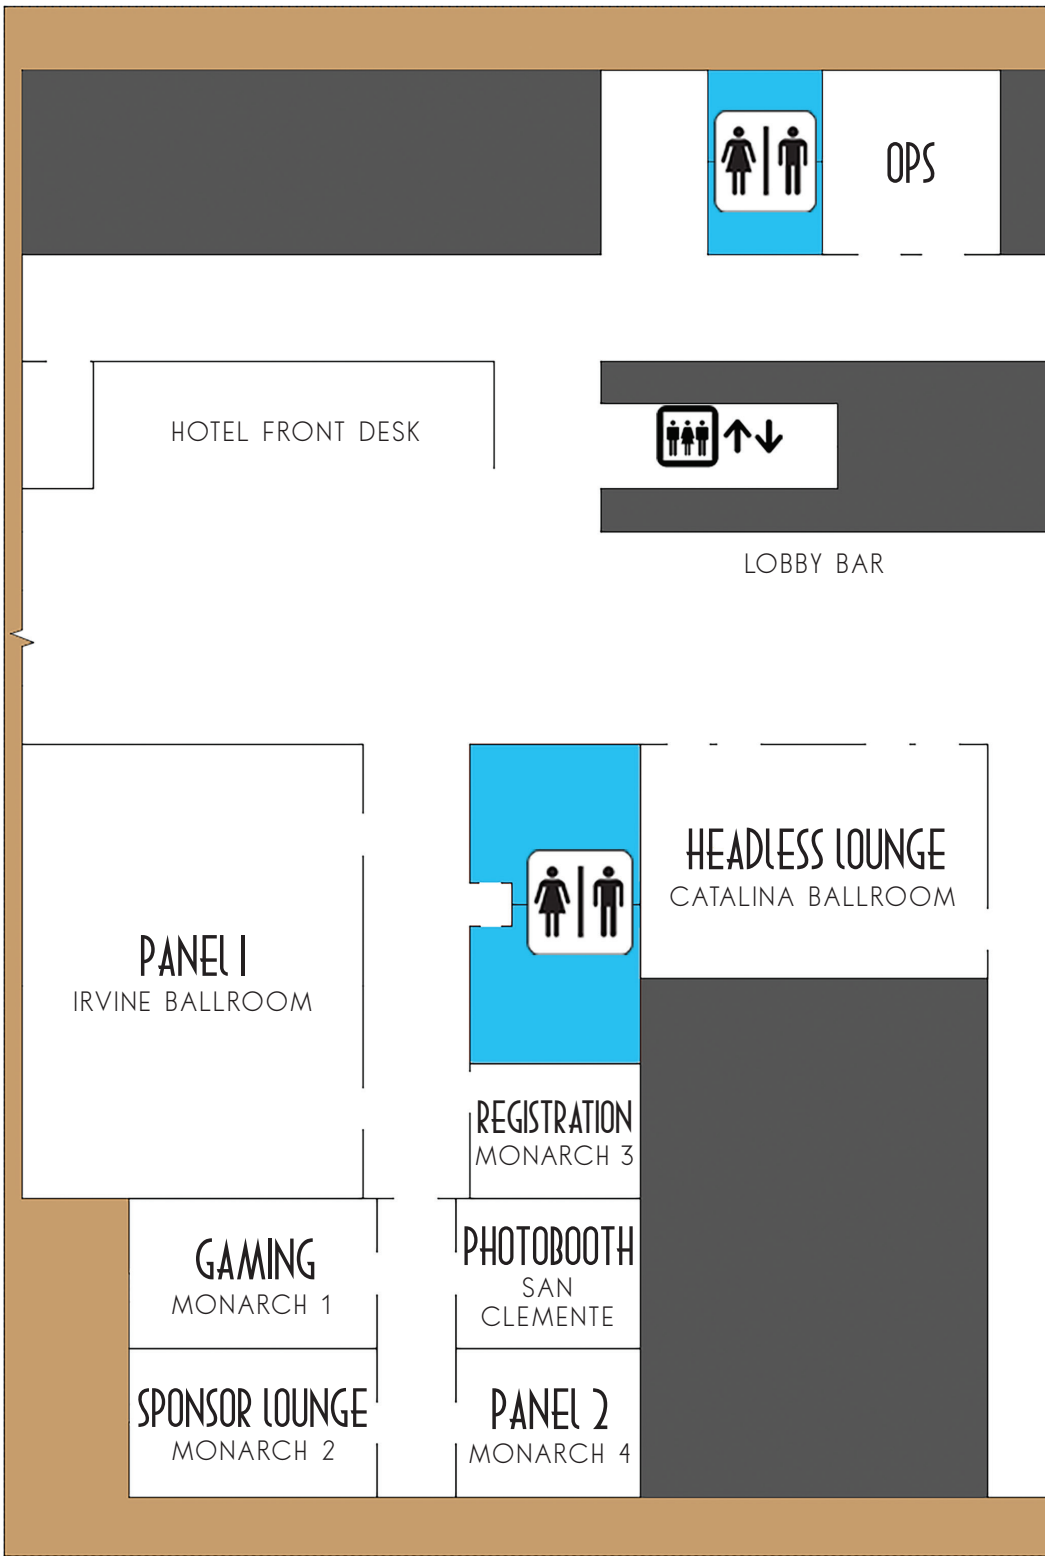 OPS
HOTEL FRONT DESK
LOBBY BAR
HEADLESS LOUNGE
CATALINA BALLROOM
PANEL 1
IRVINE BALLROOM
REGISTRATION
MONARCH 3
GAMING
MONARCH 1
PHOTOBOOTH
SAN
CLEMENTE
SPONSOR LOUNGE
MONARCH 2
PANEL 2
MONARCH 4